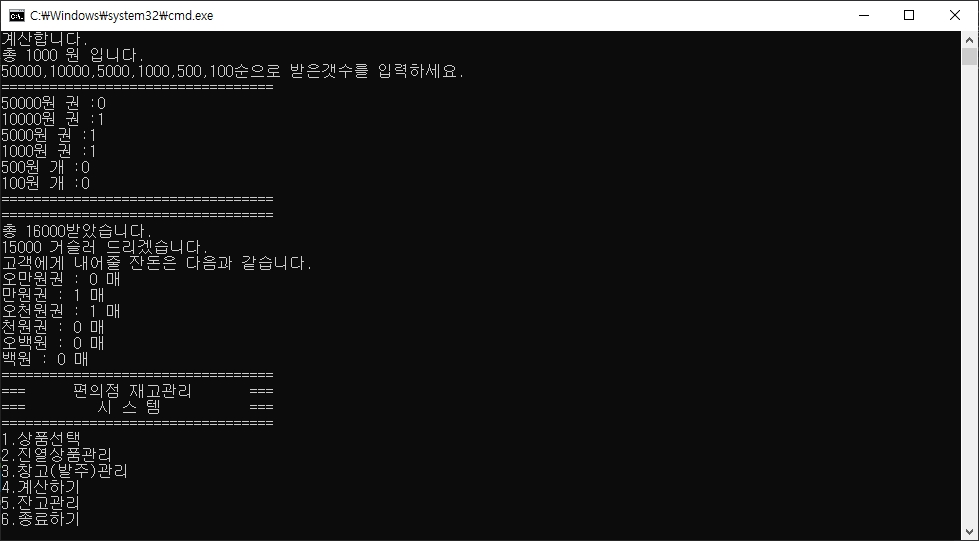 C:₩Windows₩system32₩cmd.exe
계산합니다.
총 1000 원 입니다.
50000,10000,5000,1000,500,100순으로 받은갯수를 입력하세요.
==================================
50000원 권 :0
10000원 권 :1
5000원 권 :1
1000원 권 :1
500원 개 :0
100원 개 :0
==================================
==================================
총 16000받았습니다.
15000 거슬러 드리겠습니다.
고객에게 내어줄 잔돈은 다음과 같습니다.
오만원권 : 0 매
만원권 : 1 매
오천원권 : 1 매
천원권 : 0 매
오백원 : 0 매
백원 : 0 매
==================================
===      편의점 재고관리       ===
===         시 스 템           ===
==================================
1.상품선택
2.진열상품관리
3.창고(발주)관리
4.계산하기
5.잔고관리
6.종료하기